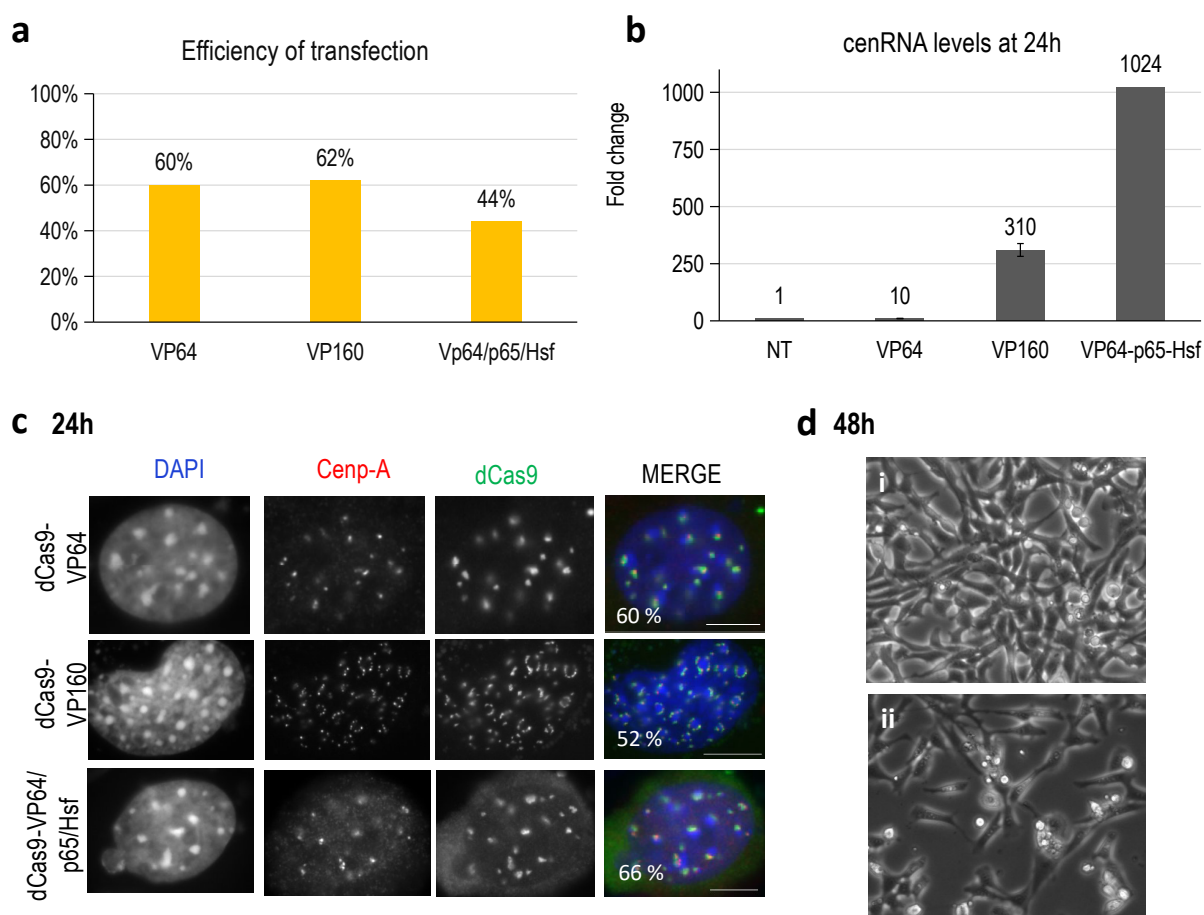 a
Efficiency of transfection
100%
80%
60%
40%
20%
0%
60%
62%
44%
VP64
VP160
Vp64/p65/Hsf
b
cenRNA levels at 24h
Fold change
1000
750
500
250
0
1
10
310
1024
NT
VP64
VP160
VP64-p65-Hsf
c 24h
DAPI
Cenp-A
dCas9
MERGE
dCas9-
VP64
60 %
dCas9-
VP160
52 %
dCas9-VP64/
p65/Hsf
66 %
d 48h
i
ii